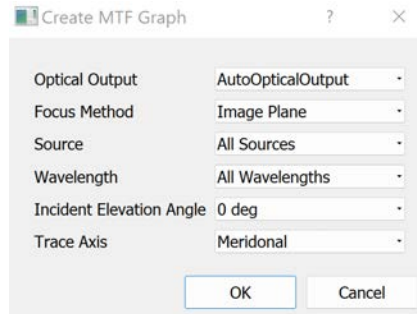 Create MTF Graph ? ×
Optical Output AutoOpticalOutput
Focus Method Image Plane
Source All Sources
Wavelength All Wavelengths
Incident Elevation Angle 0 deg
Trace Axis Meridonal
OK Cancel